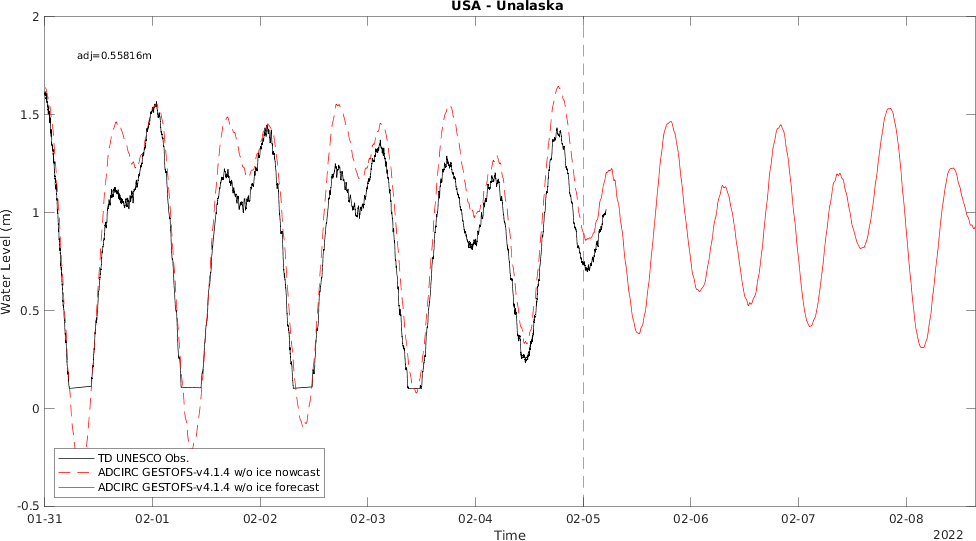 USA - Unalaska
adj=0.55816m
Water Level (m)
2
1.5
1
0.5
0
-0.5
TD UNESCO Obs.
ADCIRC GESTOFS-v4.1.4 w/o ice nowcast
ADCIRC GESTOFS-v4.1.4 w/o ice forecast
01-31 02-01 02-02 02-03 02-04 02-05 02-06 02-07 02-08
Time
2022